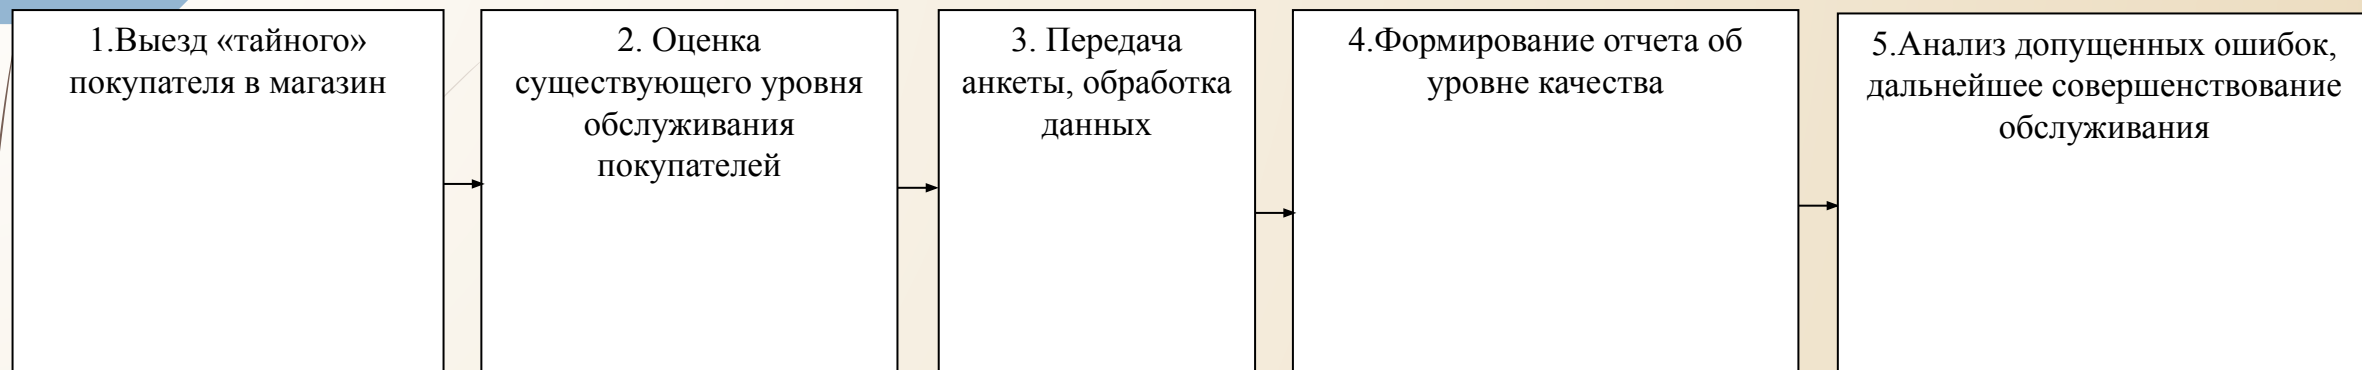 1.Выезд «тайного»
покупателя в магазин
2. Оценка
существующего уровня
обслуживания
покупателей
3. Передача
анкеты, обработка
данных
4.Формирование отчета об
уровне качества
5.Анализ допущенных ошибок,
дальнейшее совершенствование
обслуживания